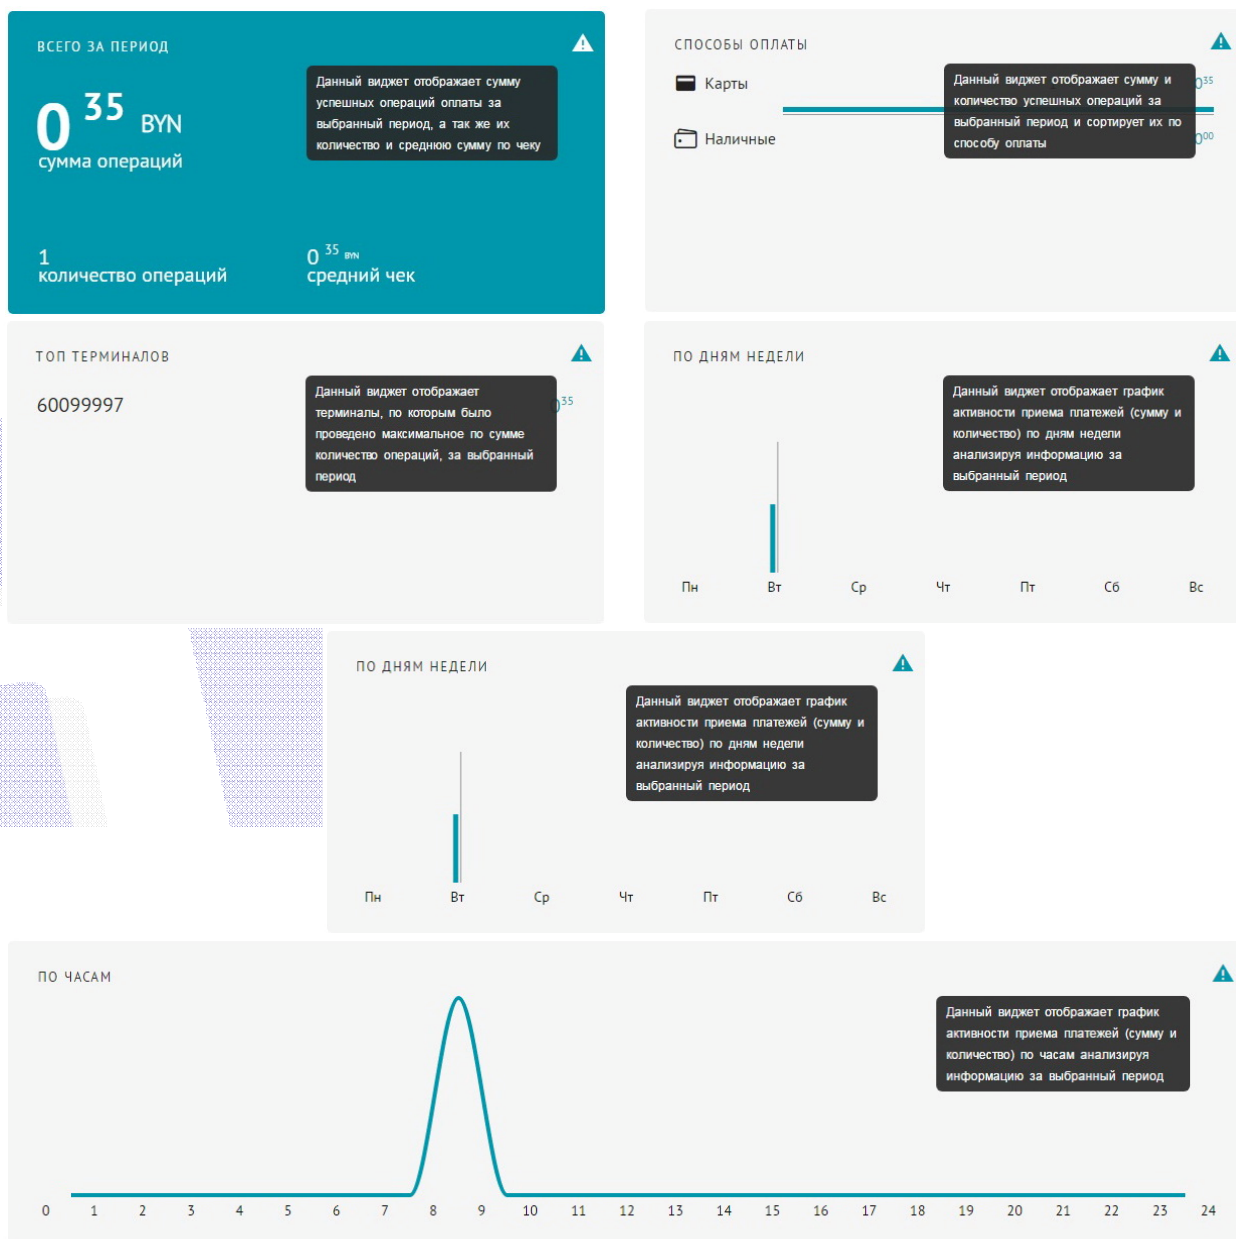 ВСЕГО ЗА ПЕРИОД
0 35 BYN
сумма операций
Данный виджет отображает сумму
успешных операций оплаты за
выбранный период, а так же их
количество и среднюю сумму по чеку
1
количество операций
0 35 BYN
средний чек
СПОСОБЫ ОПЛАТЫ
Карты
0 35
Наличные
0 00
Данный виджет отображает сумму и
количество успешных операций за
выбранный период и сортирует их по
способу оплаты
ТОП ТЕРМИНАЛОВ
60099997
0 35
Данный виджет отображает
терминалы, по которым было
проведено максимальное по сумме
количество операций, за выбранный
период
ПО ДНЯМ НЕДЕЛИ
Данный виджет отображает график
активности приема платежей (сумму и
количество) по дням недели
анализируя информацию за
выбранный период
Пн Вт Ср Чт Пт Сб Вс
ПО ДНЯМ НЕДЕЛИ
Данный виджет отображает график
активности приема платежей (сумму и
количество) по дням недели
анализируя информацию за
выбранный период
Пн Вт Ср Чт Пт Сб Вс
ПО ЧАСАМ
Данный виджет отображает график
активности приема платежей (сумму и
количество) по часам анализируя
информацию за выбранный период
0 1 2 3 4 5 6 7 8 9 10 11 12 13 14 15 16 17 18 19 20 21 22 23 24